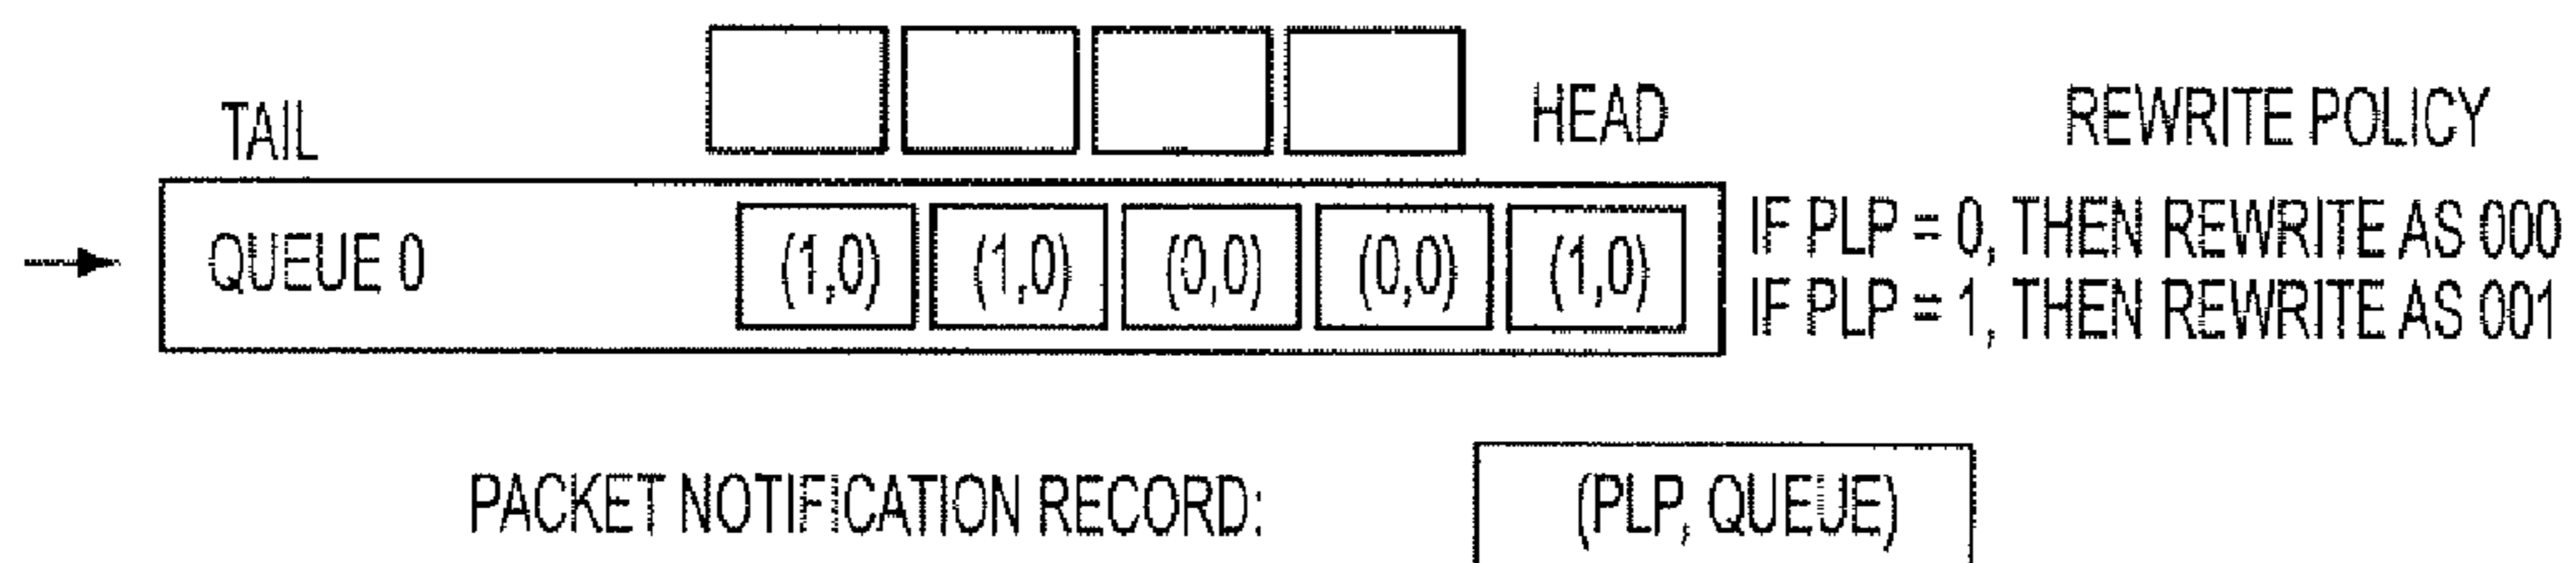 TAIL
HEAD
REWRITE POLICY
QUEUE 0
(1,0) (1,0) (0,0) (0,0) (1,0)
IF PLP = 0, THEN REWRITE AS 000
IF PLP = 1, THEN REWRITE AS 001
PACKET NOTIFICATION RECORD:
(PLP, QUEUE)